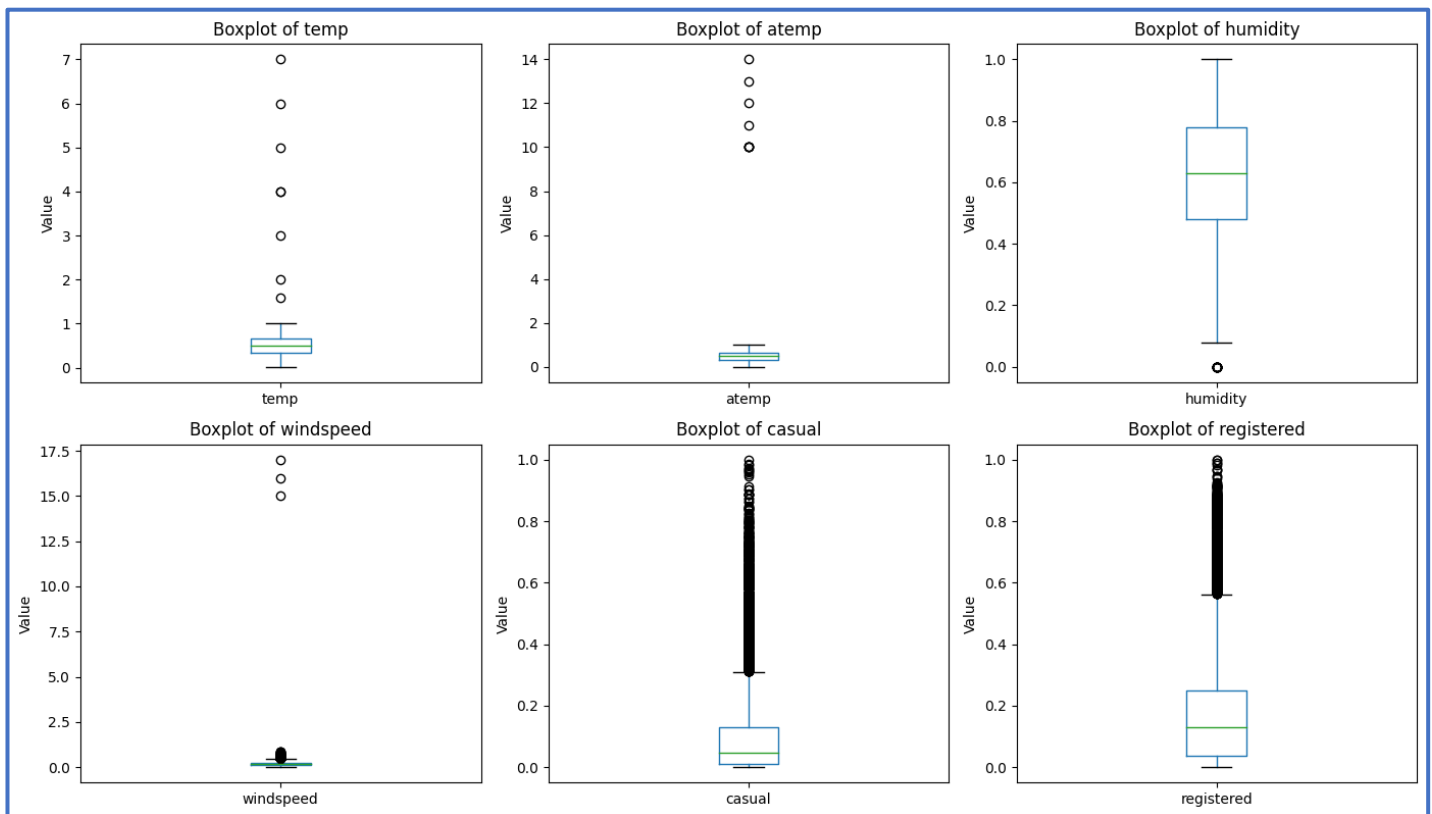 Boxplot of temp
Value
7
6
5
4
3
2
1
0
temp
Boxplot of atemp
Value
14
12
10
8
6
4
2
0
atemp
Boxplot of humidity
Value
1.0
0.8
0.6
0.4
0.2
0.0
humidity
Boxplot of windspeed
Value
17.5
15.0
12.5
10.0
7.5
5.0
2.5
0.0
windspeed
Boxplot of casual
Value
1.0
0.8
0.6
0.4
0.2
0.0
casual
Boxplot of registered
Value
1.0
0.8
0.6
0.4
0.2
0.0
registered